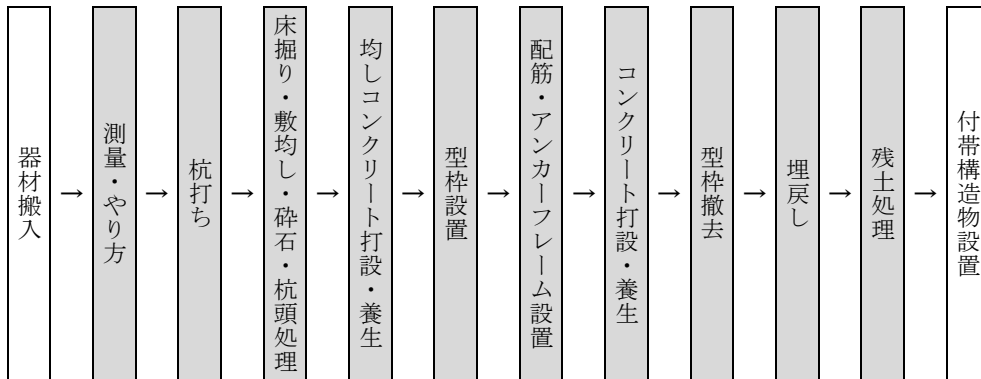 器材搬入
→
測量・やり方
→
杭打ち
→
床掘り・敷均し・砕石・杭頭処理
→
均しコンクリート打設・養生
→
型枠設置
→
配筋・アンカーフレーム設置
→
コンクリート打設・養生
→
型枠撤去
→
埋戻し
→
残土処理
→
付帯構造物設置